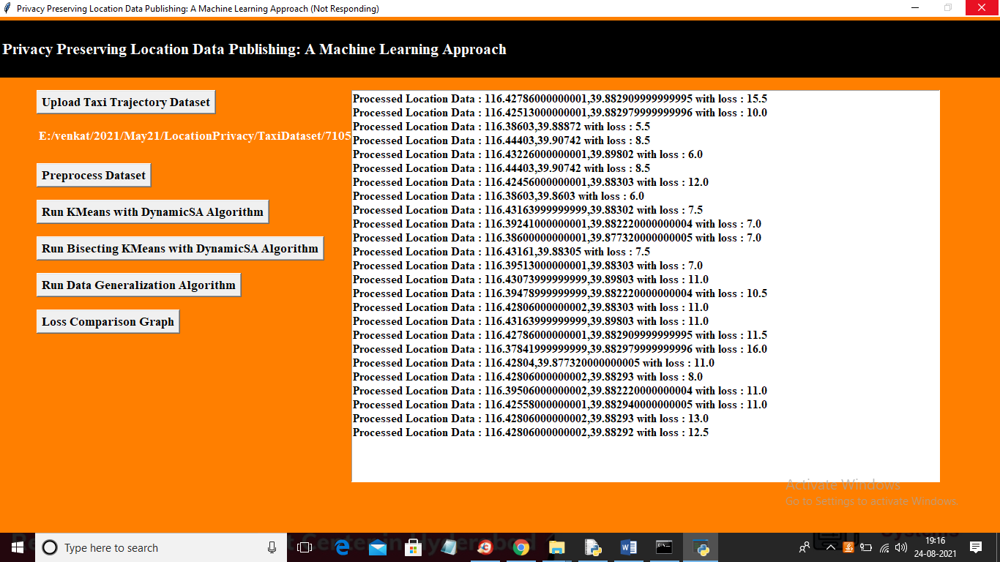 Privacy Preserving Location Data Publishing: A Machine Learning Approach (Not Responding)
Privacy Preserving Location Data Publishing: A Machine Learning Approach
Upload Taxi Trajectory Dataset
E:/venkat/2021/May21/LocationPrivacy/TaxiDataset/7105
Preprocess Dataset
Run KMeans with DynamicSA Algorithm
Run Bisecting KMeans with DynamicSA Algorithm
Run Data Generalization Algorithm
Loss Comparison Graph
Processed Location Data : 116.42786000000001,39.882909999999995 with loss : 15.5
Processed Location Data : 116.42513000000001,39.882979999999996 with loss : 10.0
Processed Location Data : 116.38603,39.88872 with loss : 5.5
Processed Location Data : 116.44403,39.90742 with loss : 8.5
Processed Location Data : 116.43226000000001,39.89802 with loss : 6.0
Processed Location Data : 116.44403,39.90742 with loss : 8.5
Processed Location Data : 116.42456000000001,39.88303 with loss : 12.0
Processed Location Data : 116.38603,39.8603 with loss : 6.0
Processed Location Data : 116.43163999999999,39.88302 with loss : 7.5
Processed Location Data : 116.39241000000001,39.882220000000004 with loss : 7.0
Processed Location Data : 116.38600000000001,39.877320000000005 with loss : 7.0
Processed Location Data : 116.43161,39.88305 with loss : 7.5
Processed Location Data : 116.39513000000001,39.88303 with loss : 7.0
Processed Location Data : 116.43073999999999,39.89803 with loss : 11.0
Processed Location Data : 116.39478999999999,39.882220000000004 with loss : 10.5
Processed Location Data : 116.42806000000002,39.88303 with loss : 11.0
Processed Location Data : 116.43163999999999,39.89803 with loss : 11.0
Processed Location Data : 116.42786000000001,39.882909999999995 with loss : 11.5
Processed Location Data : 116.37841999999999,39.882979999999996 with loss : 16.0
Processed Location Data : 116.42804,39.877320000000005 with loss : 11.0
Processed Location Data : 116.42806000000002,39.88293 with loss : 8.0
Processed Location Data : 116.39506000000002,39.882220000000004 with loss : 11.0
Processed Location Data : 116.42558000000001,39.882940000000005 with loss : 11.0
Processed Location Data : 116.42806000000002,39.88293 with loss : 13.0
Processed Location Data : 116.42806000000002,39.88292 with loss : 12.5
Activate Windows
Go to Settings to activate Windows.
Type here to search
19:16
24-08-2021